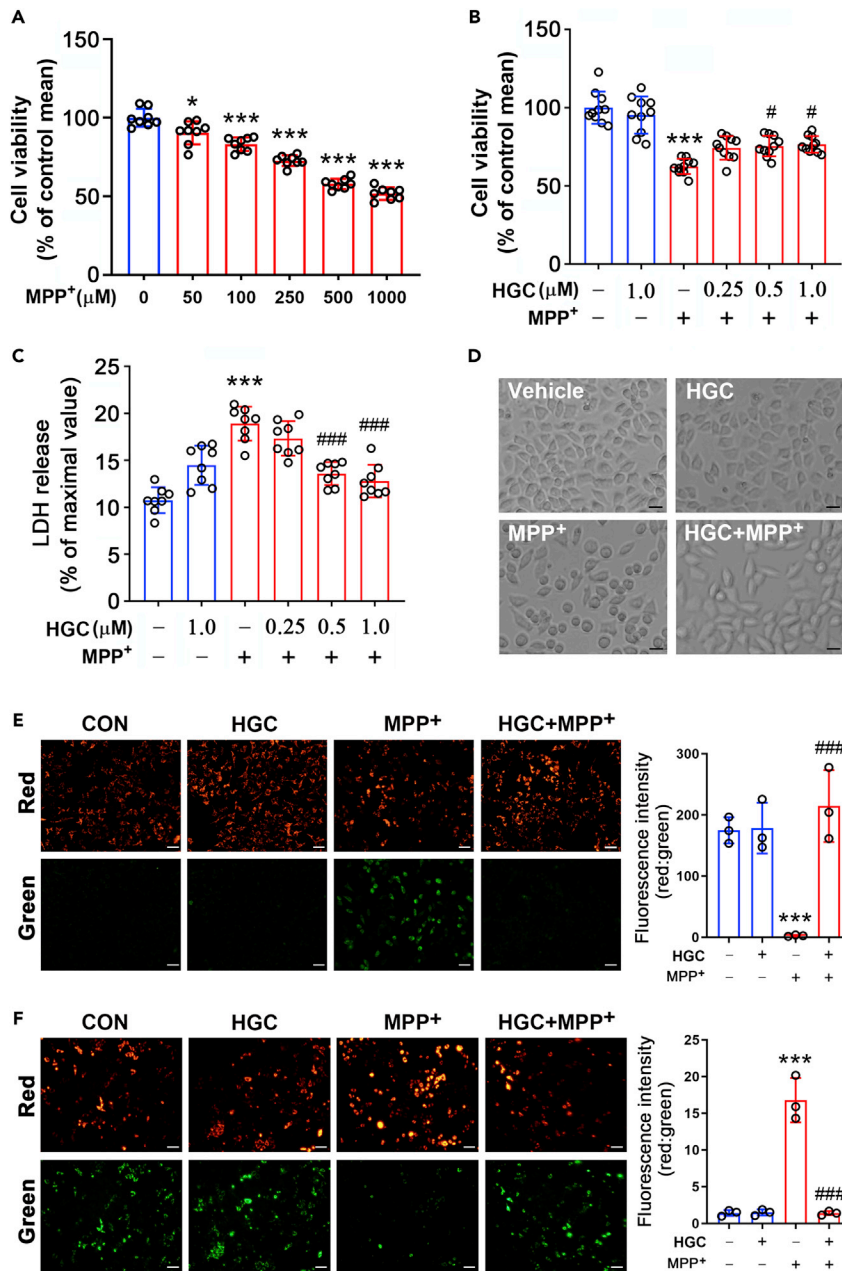 A
Cell viability
(% of control mean)
150
100
50
0
*
***
***
***
***
MPP+(μM)
0 50 100 250 500 1000
B
Cell viability
(% of control mean)
150
100
50
0
***
#
#
HGC(μM) – 1.0 – 0.25 0.5 1.0
MPP+ – – + + + +
C
LDH release
(% of maximal value)
25
20
15
10
5
0
***
###
###
HGC(μM) – 1.0 – 0.25 0.5 1.0
MPP+ – – + + + +
D
Vehicle
HGC
MPP+
HGC+MPP+
E
CON HGC MPP+ HGC+MPP+
Red
Green
Fluorescence intensity
(red:green)
300
200
100
0
***
###
HGC – + – +
MPP+ – – + +
F
CON HGC MPP+ HGC+MPP+
Red
Green
Fluorescence intensity
(red:green)
25
20
15
10
5
0
***
###
HGC – + – +
MPP+ – – + +